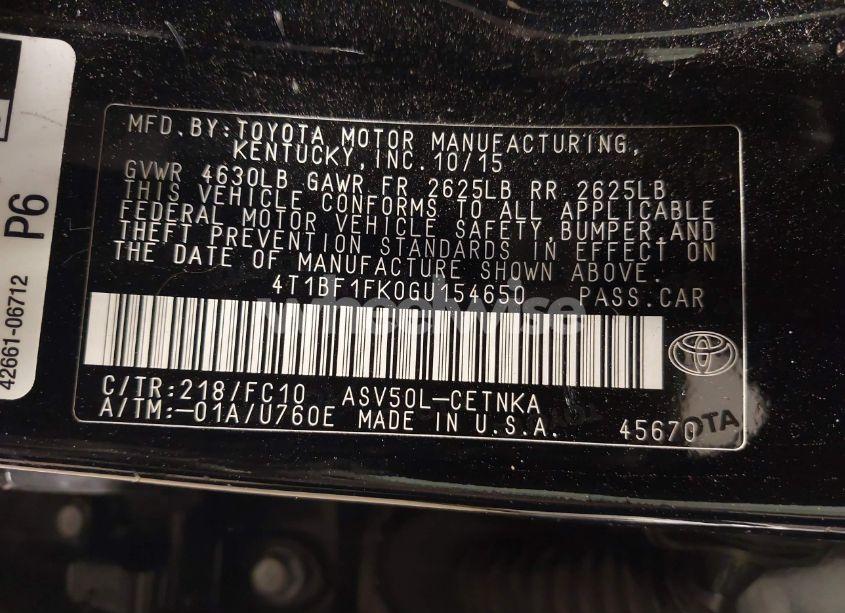 MFD.BY:TOYOTA MOTOR MANUFACTURING,
KENTUCKY,INC. 10/15
GVWR 4630LB GAWR FR 2625LB RR 2625LB
THIS VEHICLE CONFORMS TO ALL APPLICABLE
FEDERAL MOTOR VEHICLE SAFETY,BUMPER,AND
THEFT PREVENTION STANDARDS IN EFFECT ON
THE DATE OF MANUFACTURE SHOWN ABOVE.
4T1BF1FK0GU154650 PASS.CAR
wheelwise
C/TR:218/FC10 ASV50L-CETNKA
A/TM:-01A/U760E MADE IN U.S.A. 45670
OTA
42661-06712
P6